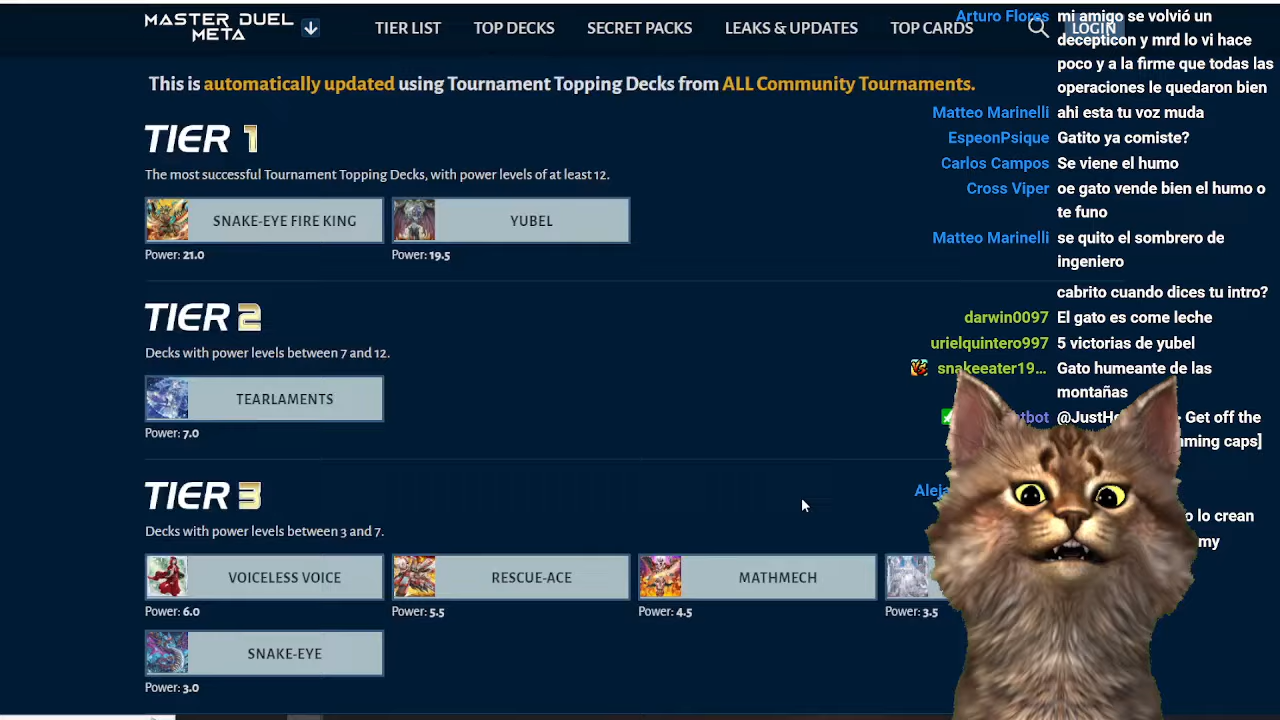 MASTER DUEL
META
TIER LIST
TOP DECKS
SECRET PACKS
LEAKS & UPDATES
TOP CARDS
LOGIN
This is automatically updated using Tournament Topping Decks from ALL Community Tournaments.
TIER 1
The most successful Tournament Topping Decks, with power levels of at least 12.
SNAKE-EYE FIRE KING
YUBEL
Power: 21.0
Power: 19.5
TIER 2
Decks with power levels between 7 and 12.
TEARLAMENTS
Power: 7.0
TIER 3
Decks with power levels between 3 and 7.
VOICELESS VOICE
RESCUE-ACE
MATHMECH
Power: 6.0
Power: 5.5
Power: 4.5
Power: 3.5
SNAKE-EYE
Power: 3.0
Arturo Flores mi amigo se volvió un
decepticon y mrd lo vi hace
poco y a la firme que todas las
operaciones le quedaron bien
Matteo Marinelli ahi esta tu voz muda
EspeonPsique Gatito ya comiste?
Carlos Campos Se viene el humo
Cross Viper oe gato vende bien el humo o
te funo
Matteo Marinelli se quito el sombrero de
ingeniero
cabrito cuando dices tu intro?
darwin0097 El gato es come leche
urielquintero997 5 victorias de yubel
snakeeater19... Gato humeante de las
montañas
Get off the
caps]
lo crean
my